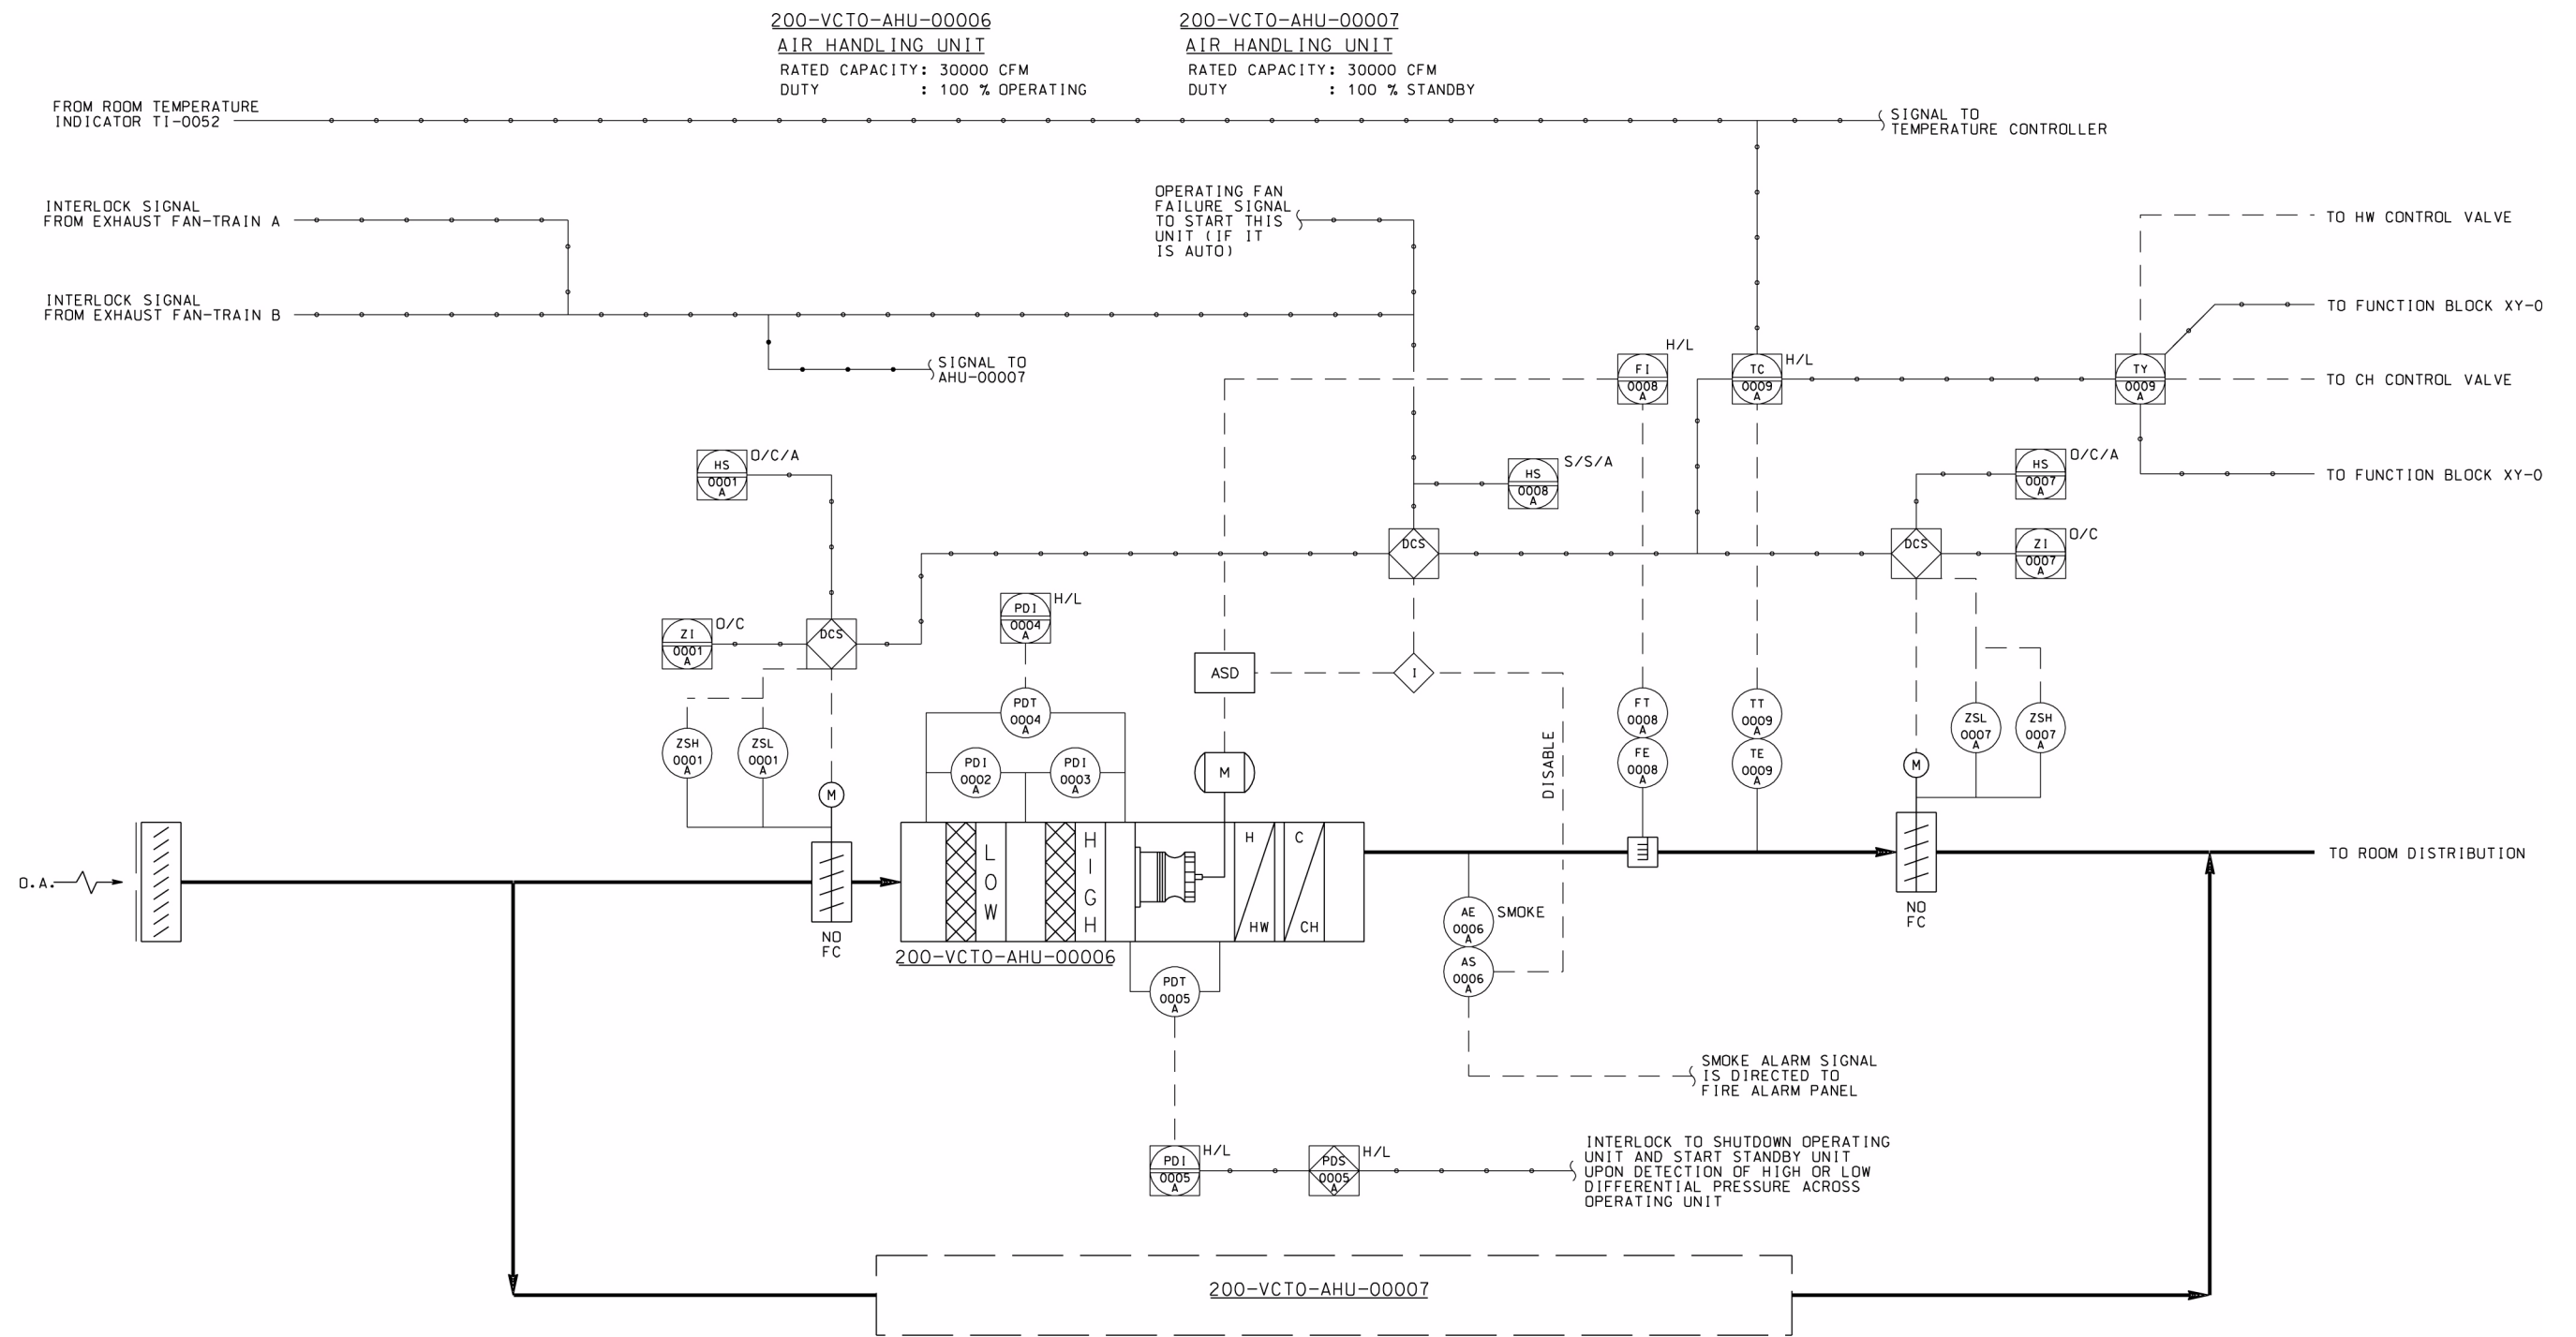 200-VCT0-AHU-00006
AIR HANDLING UNIT
RATED CAPACITY: 30000 CFM
DUTY : 100 % OPERATING
200-VCT0-AHU-00007
AIR HANDLING UNIT
RATED CAPACITY: 30000 CFM
DUTY : 100 % STANDBY
FROM ROOM TEMPERATURE
INDICATOR TI-0052
SIGNAL TO
TEMPERATURE CONTROLLER
INTERLOCK SIGNAL
FROM EXHAUST FAN-TRAIN A
OPERATING FAN
FAILURE SIGNAL
TO START THIS
UNIT (IF IT
IS AUTO)
TO HW CONTROL VALVE
INTERLOCK SIGNAL
FROM EXHAUST FAN-TRAIN B
TO FUNCTION BLOCK XY-0
SIGNAL TO
AHU-00007
FI
0008
A
H/L
TC
0009
A
H/L
TY
0009
A
TO CH CONTROL VALVE
HS
0001
A
O/C/A
HS
0008
A
S/S/A
HS
0007
A
O/C/A
TO FUNCTION BLOCK XY-0
DCS
DCS
ZI
0007
A
O/C
ZI
0001
A
O/C
DCS
PDI
0004
A
H/L
ASD
I
PDT
0004
A
FT
0008
A
TT
0009
A
ZSL
0007
A
ZSH
0007
A
ZSH
0001
A
ZSL
0001
A
PDI
0002
A
PDI
0003
A
M
DISABLE
FE
0008
A
TE
0009
A
M
M
O.A.
LOW
HIGH
H
HW
C
CH
TO ROOM DISTRIBUTION
NO
FC
200-VCT0-AHU-00006
AE
0006
A
SMOKE
NO
FC
AS
0006
A
PDT
0005
A
SMOKE ALARM SIGNAL
IS DIRECTED TO
FIRE ALARM PANEL
PDI
0005
A
H/L
PDS
0005
A
H/L
INTERLOCK TO SHUTDOWN OPERATING
UNIT AND START STANDBY UNIT
UPON DETECTION OF HIGH OR LOW
DIFFERENTIAL PRESSURE ACROSS
OPERATING UNIT
200-VCT0-AHU-00007